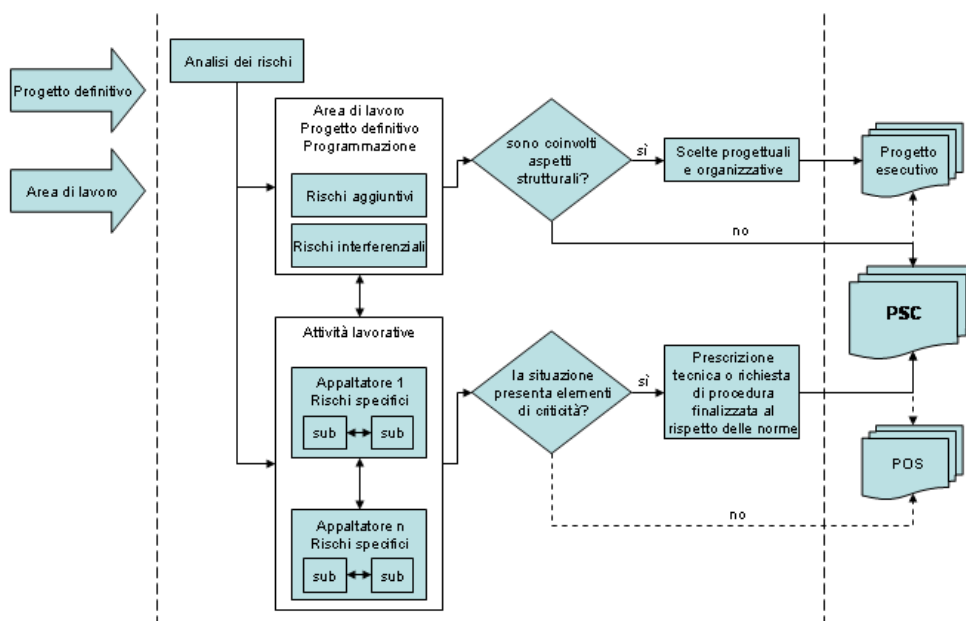 Progetto definitivo
Area di lavoro
Analisi dei rischi
Area di lavoro
Progetto definitivo
Programmazione
Rischi aggiuntivi
Rischi interferenziali
sono coinvolti
aspetti
strutturali?
sì
Scelte progettuali
e organizzative
Progetto
esecutivo
no
PSC
Attività lavorative
Appaltatore 1
Rischi specifici
sub
sub
Appaltatore n
Rischi specifici
sub
sub
la situazione
presenta elementi
di criticità?
sì
Prescrizione
tecnica o richiesta
di procedura
finalizzata al
rispetto delle norme
POS
no